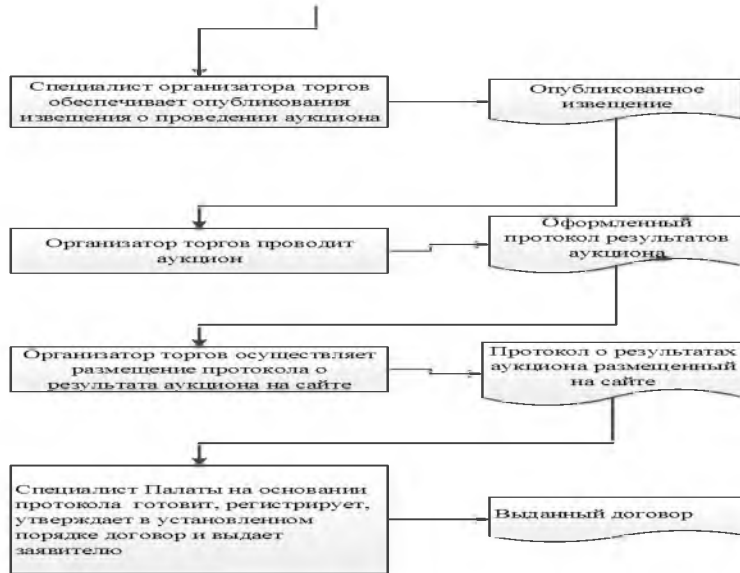 Специалист организатора торгов
обеспечивает опубликования
извещения о проведении аукциона
Опубликованное
извещение
Организатор торгов проводит
аукцион
Оформленный
протокол результатов
аукциона
Организатор торгов осуществляет
размещение протокола о
результата аукциона на сайте
Протокол о результатах
аукциона размещенный
на сайте
Специалист Палаты на основании
протокола готовит, регистрирует,
утверждает в установленном
порядке договор и выдает
заявителю
Выданный договор